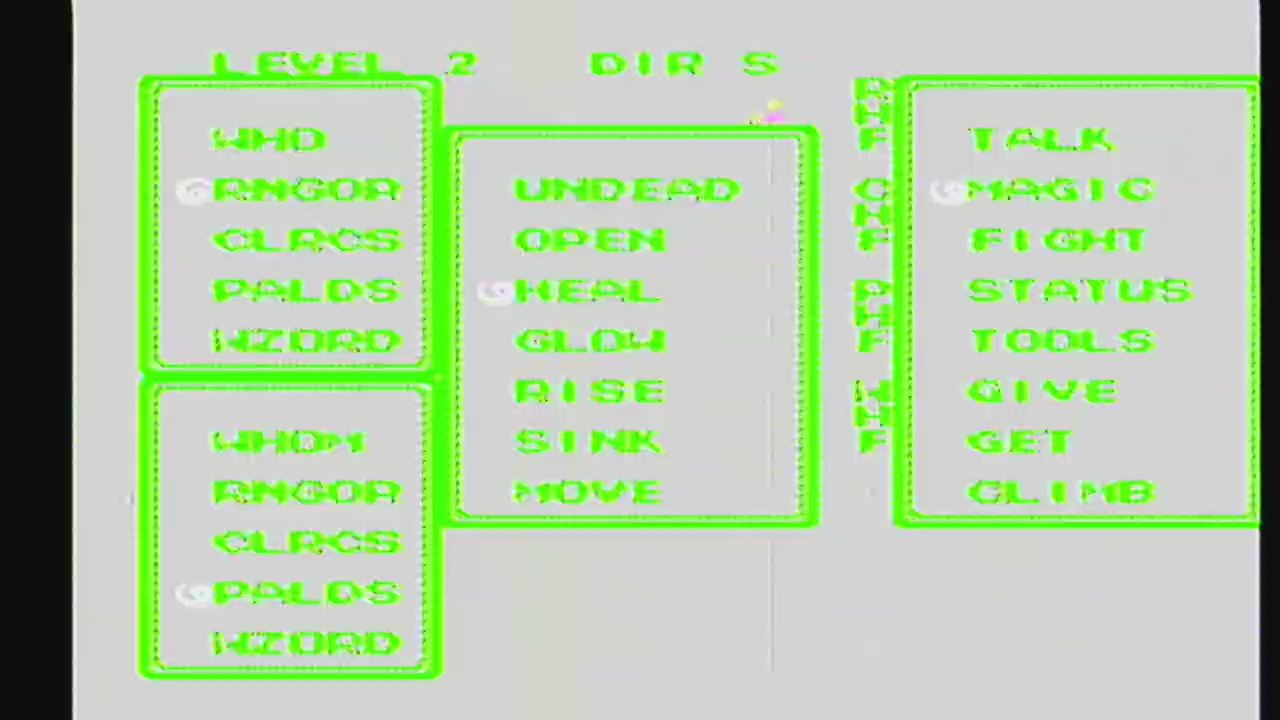 LEVEL 2 DIR S
WHO
RNGOR
CLRCS
PALDS
WZORD
WHOM
RNGOR
CLRCS
PALDS
WZORD
UNDEAD
OPEN
HEAL
GLOW
RISE
SINK
MOVE
TALK
MAGIC
FIGHT
STATUS
TOOLS
GIVE
GET
CLIMB